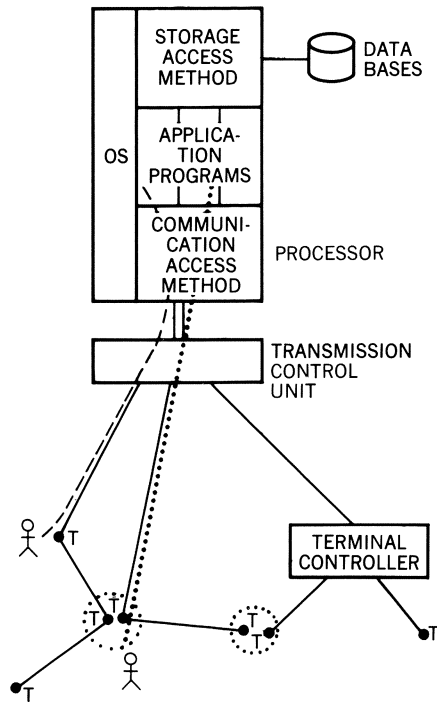 STORAGE
ACCESS
METHOD
DATA
BASES
OS
APPLICA-
TION
PROGRAMS
COMMUNI-
CATION
ACCESS
METHOD
PROCESSOR
TRANSMISSION
CONTROL
UNIT
T
TERMINAL
CONTROLLER
T
T
T
T
T
T